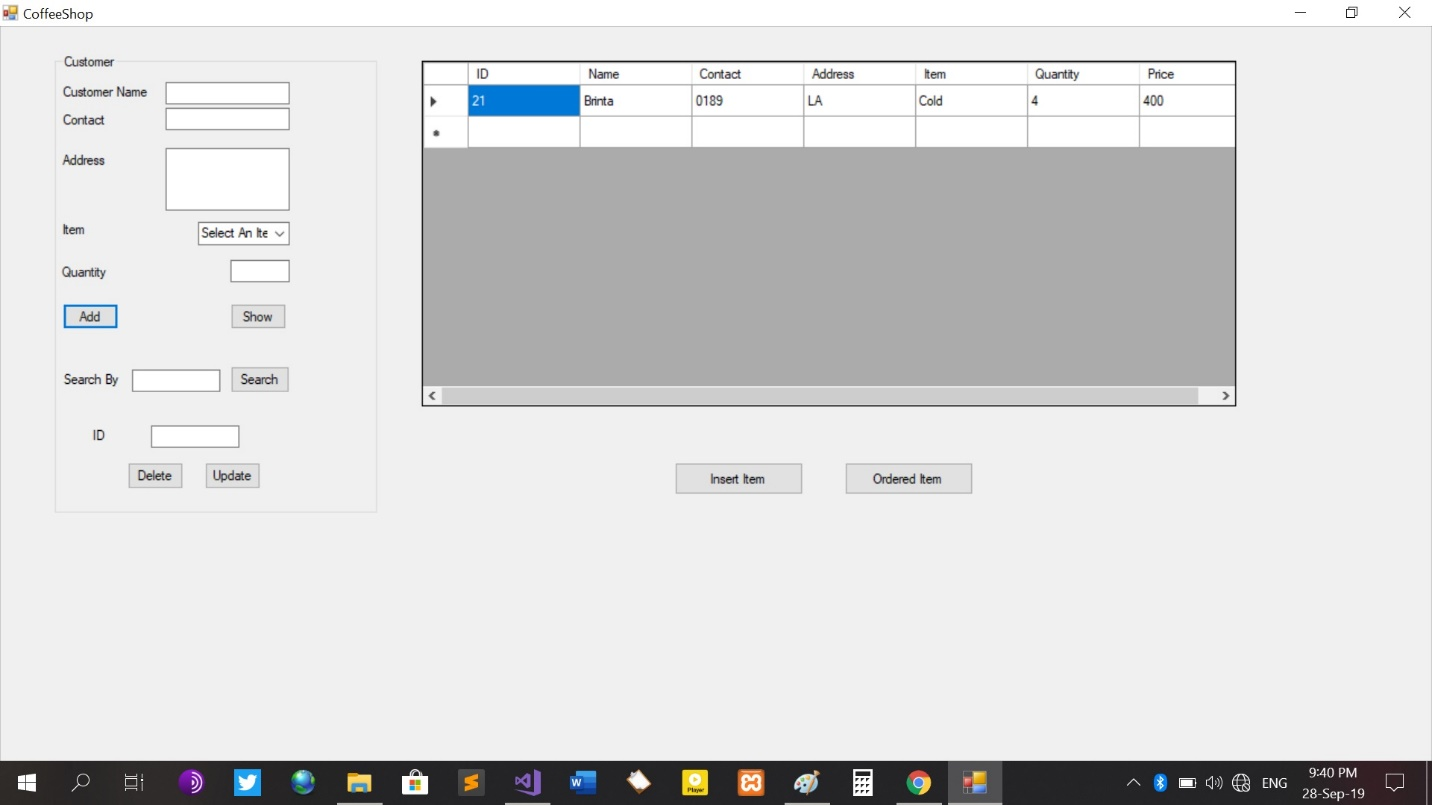 CoffeeShop
Customer
Customer Name
Contact
Address
Item
Select An Ite
Quantity
Add
Show
Search By
Search
ID
Delete
Update
ID Name Contact Address Item Quantity Price
21 Brinta 0189 LA Cold 4 400
Insert Item
Ordered Item
W
Player
ENG
9:40 PM
28-Sep-19